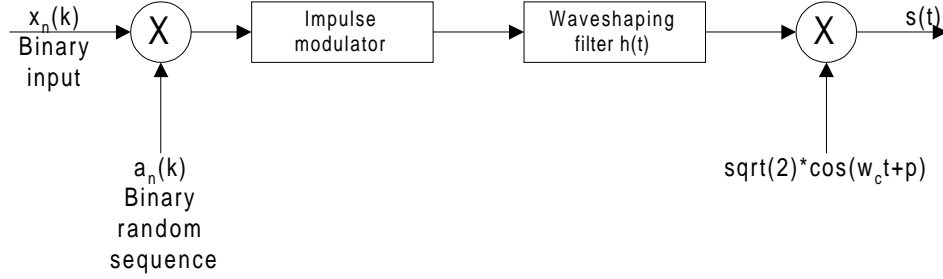 x_n(k)
Binary
input
X
Impulse
modulator
Waveshaping
filter h(t)
X
s(t)
a_n(k)
Binary
random
sequence
sqrt(2)*cos(w_ct+p)